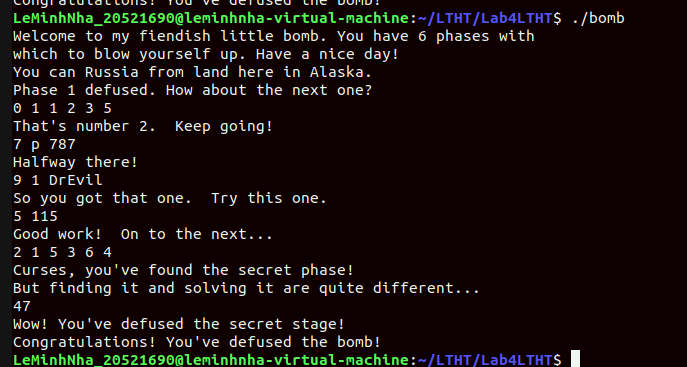 Congratulations! You've defused the bomb!
LeMinhNha_20521690@leminhnha-virtual-machine:~/LTHT/Lab4LTHT$ ./bomb
Welcome to my fiendish little bomb. You have 6 phases with
which to blow yourself up. Have a nice day!
You can Russia from land here in Alaska.
Phase 1 defused. How about the next one?
0 1 1 2 3 5
That's number 2.  Keep going!
7 p 787
Halfway there!
9 1 DrEvil
So you got that one.  Try this one.
5 115
Good work!  On to the next...
2 1 5 3 6 4
Curses, you've found the secret phase!
But finding it and solving it are quite different...
47
Wow! You've defused the secret stage!
Congratulations! You've defused the bomb!
LeMinhNha_20521690@leminhnha-virtual-machine:~/LTHT/Lab4LTHT$